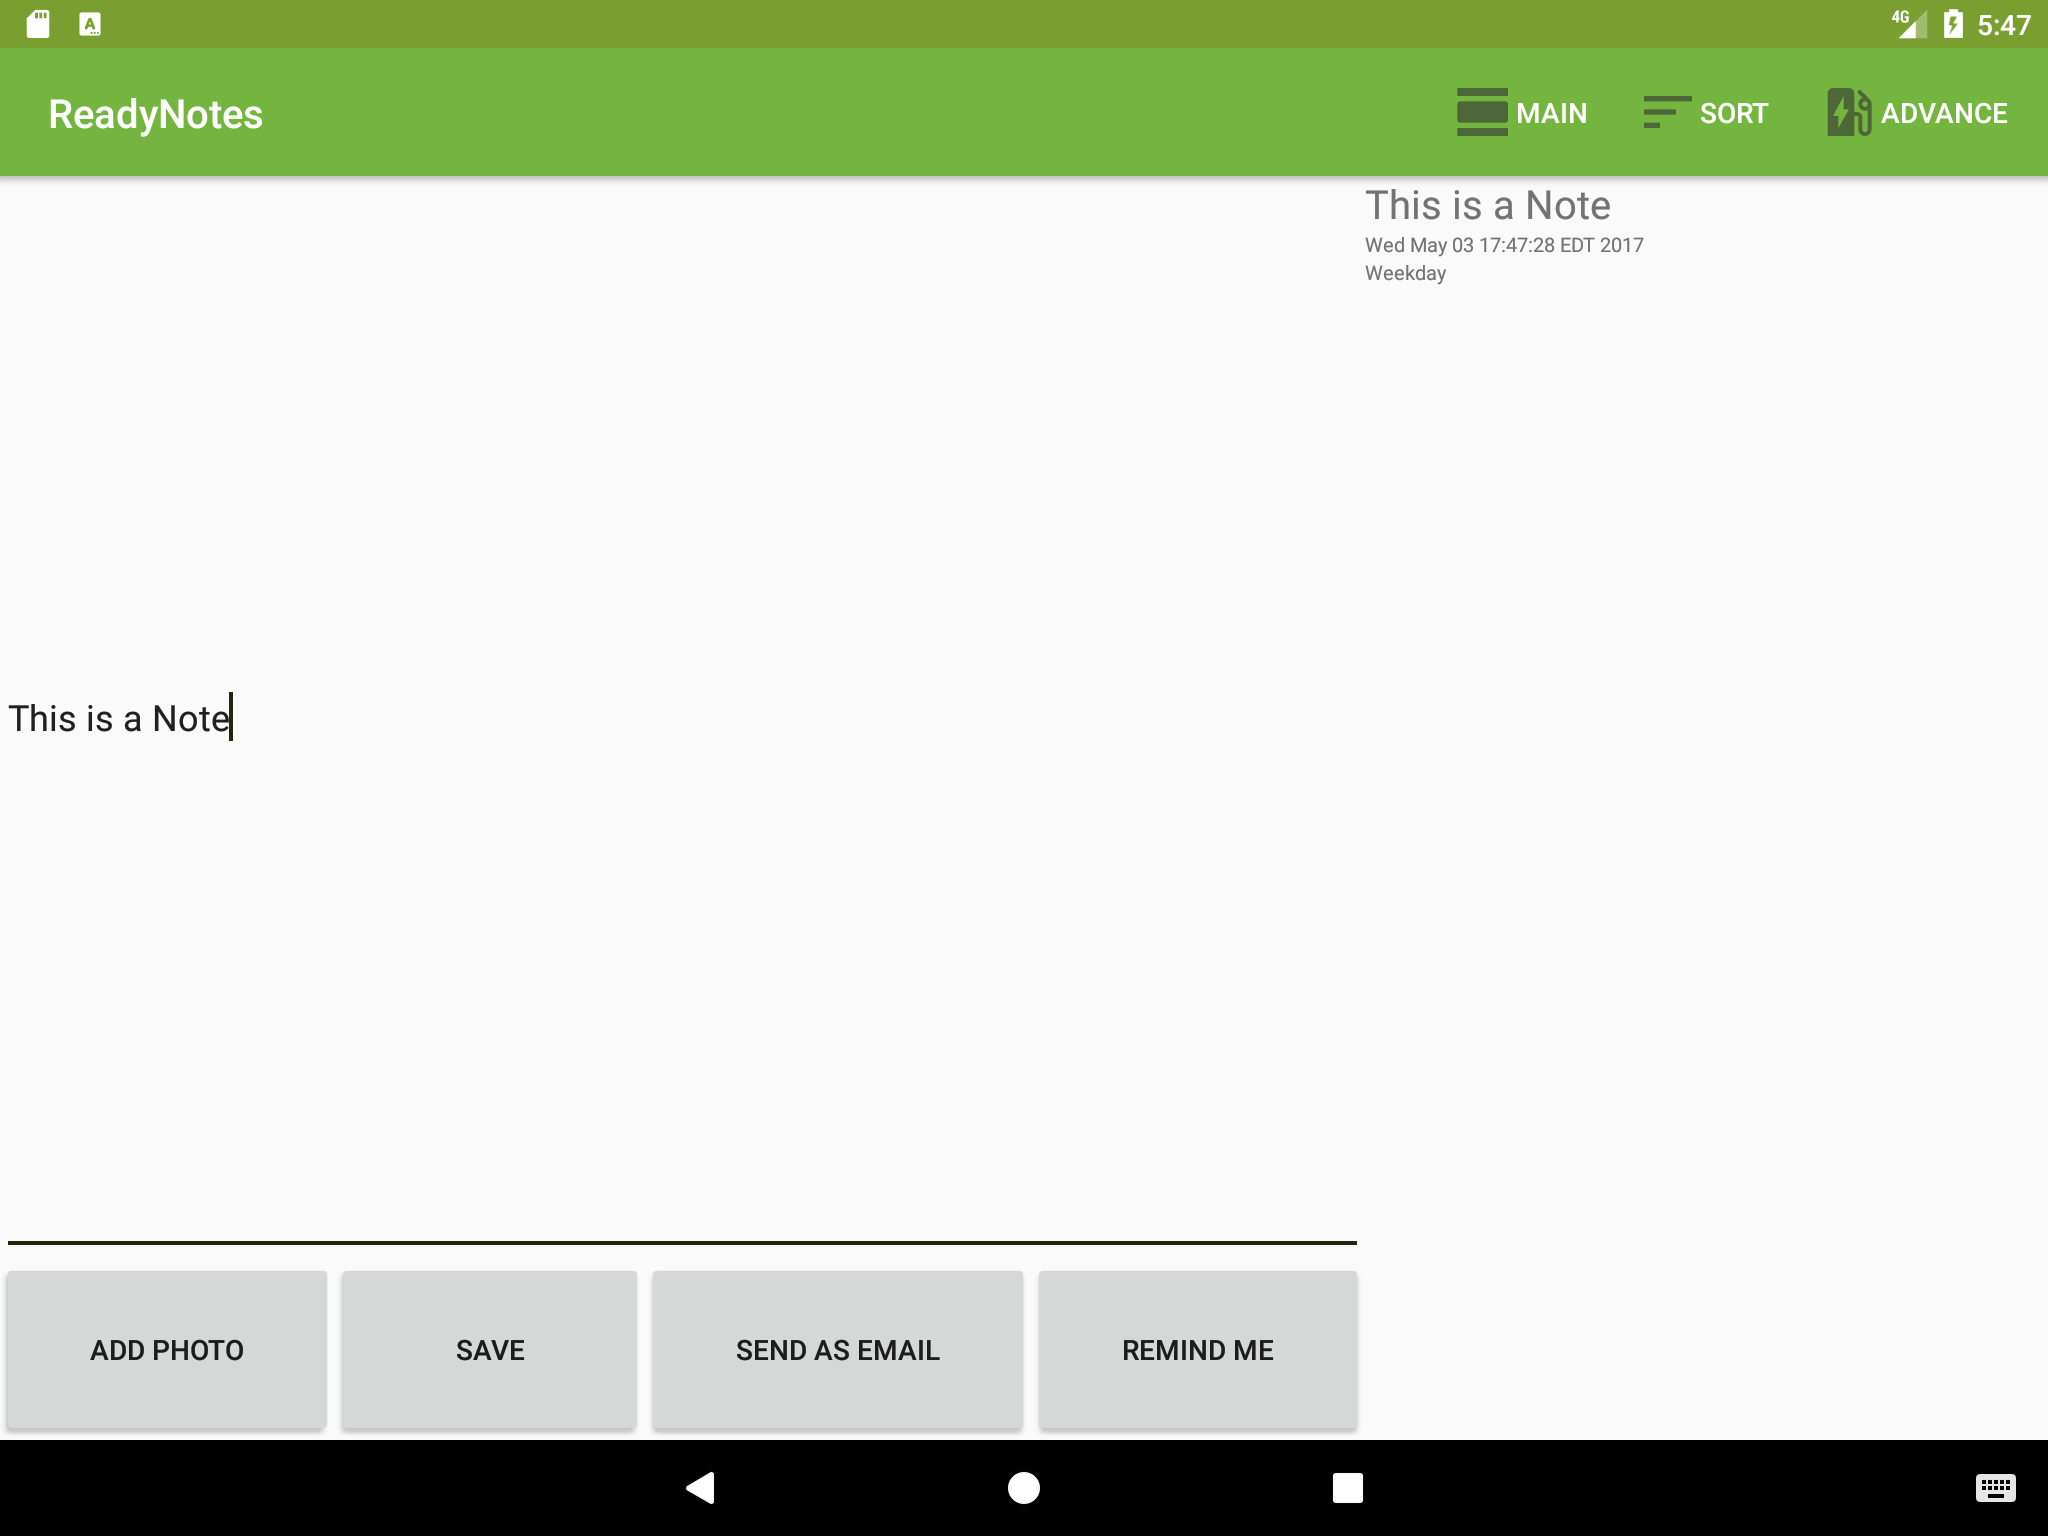 4G 5:47
ReadyNotes MAIN SORT ADVANCE
This is a Note
Wed May 03 17:47:28 EDT 2017
Weekday
This is a Note
ADD PHOTO SAVE SEND AS EMAIL REMIND ME